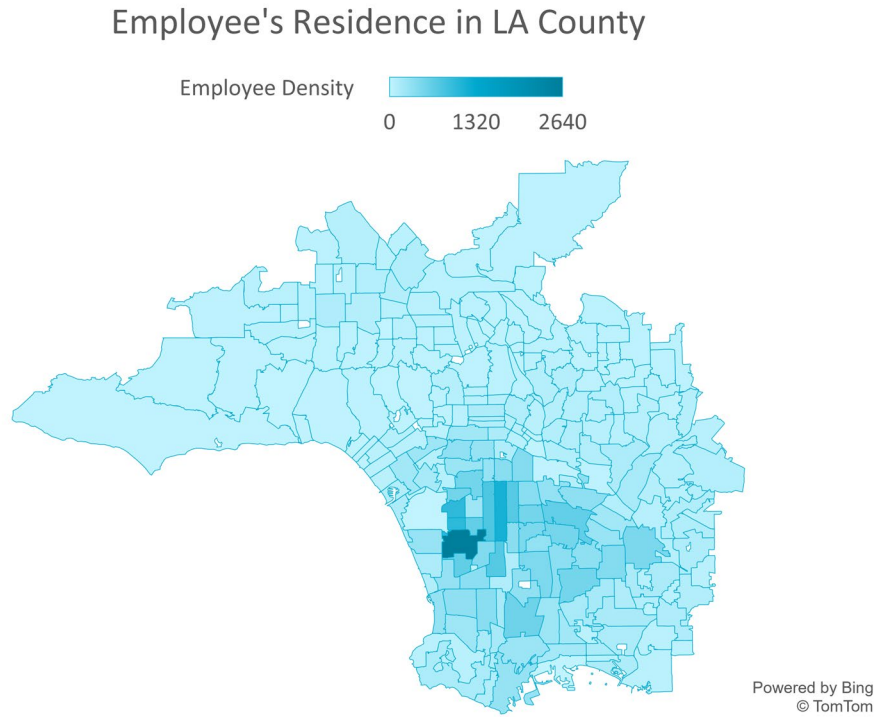 Employee's Residence in LA County
Employee Density
0 1320 2640
Powered by Bing
© TomTom